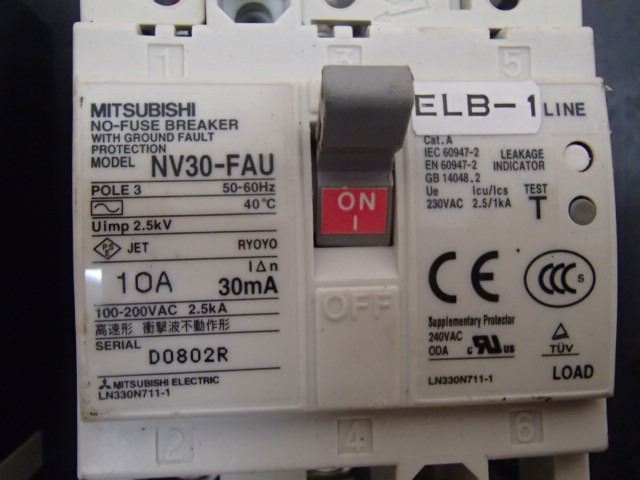 1 3 5
MITSUBISHI
NO-FUSE BREAKER
WITH GROUND FAULT
PROTECTION
MODEL NV30-FAU
POLE 3 50-60Hz
40°C
Uimp 2.5kV
PSE JET RYOYO
10A I∆n 30mA
100-200VAC 2.5kA
高速形 衝撃波不動作形
SERIAL
D0802R
MITSUBISHI ELECTRIC
LN330N711-1
ON
I
OFF
ELB-1 LINE
Cat.A
IEC 60947-2
EN 60947-2
GB 14048.2
LEAKAGE
INDICATOR
Ue Icu/Ics
230VAC 2.5/1kA
TEST
T
CE CCC S
Supplementary Protector
240VAC
ODA c RU us
TÜV
LN330N711-1
LOAD
2 4 6